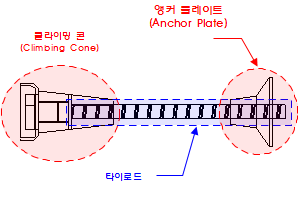 클라이밍 콘
(Climbing Cone)
앵커 플레이트
(Anchor Plate)
타이로드